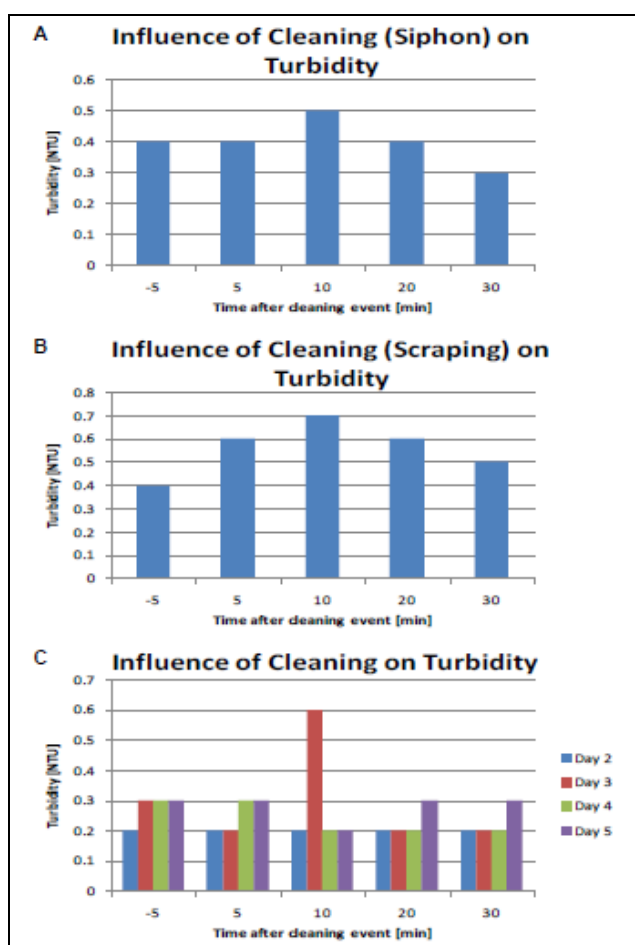 A
Influence of Cleaning (Siphon) on
Turbidity
0.6
0.5
0.4
0.3
0.2
0.1
0
Turbidity [NTU]
-5 5 10 20 30
Time after cleaning event [min]
B
Influence of Cleaning (Scraping) on
Turbidity
0.8
0.7
0.6
0.5
0.4
0.3
0.2
0.1
0
Turbidity [NTU]
-5 5 10 20 30
Time after cleaning event [min]
C
Influence of Cleaning on Turbidity
0.7
0.6
0.5
0.4
0.3
0.2
0.1
0
Turbidity [NTU]
-5 5 10 20 30
Time after cleaning event [min]
Day 2
Day 3
Day 4
Day 5